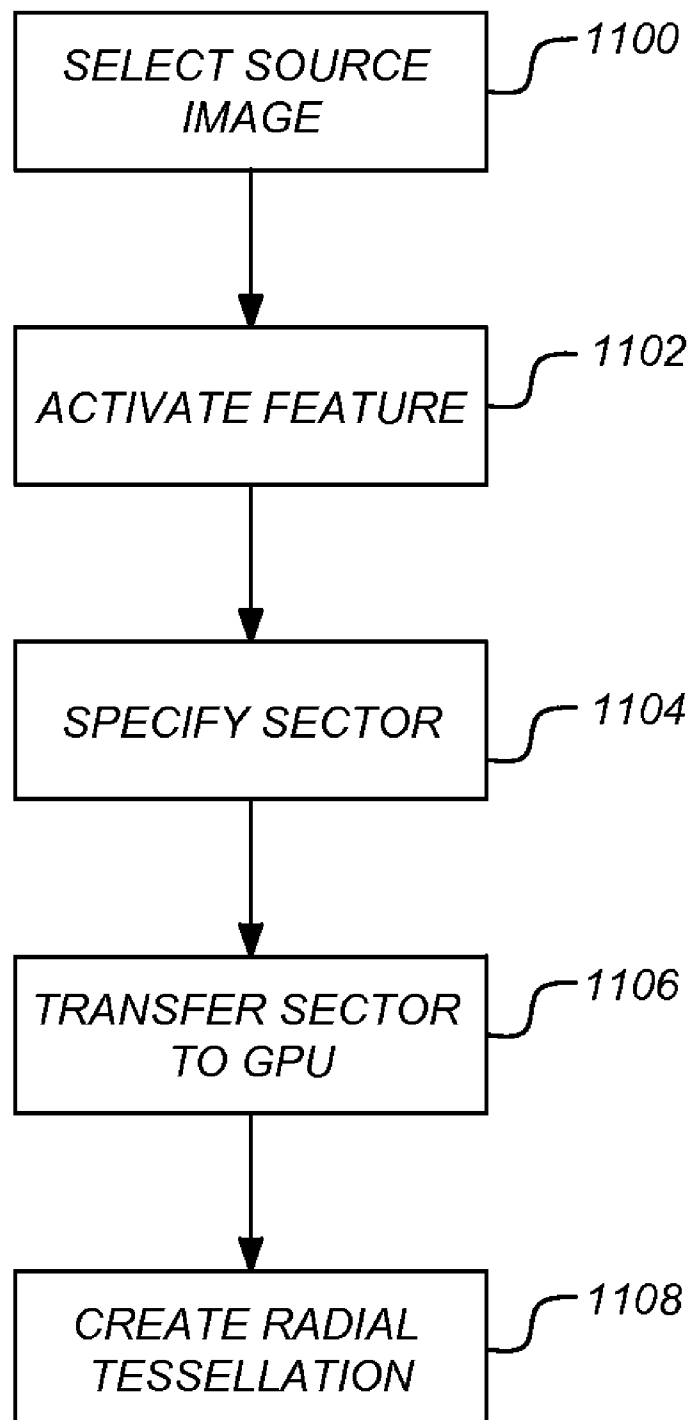 SELECT SOURCE
IMAGE
1100
ACTIVATE FEATURE
1102
SPECIFY SECTOR
1104
TRANSFER SECTOR
TO GPU
1106
CREATE RADIAL
TESSELLATION
1108